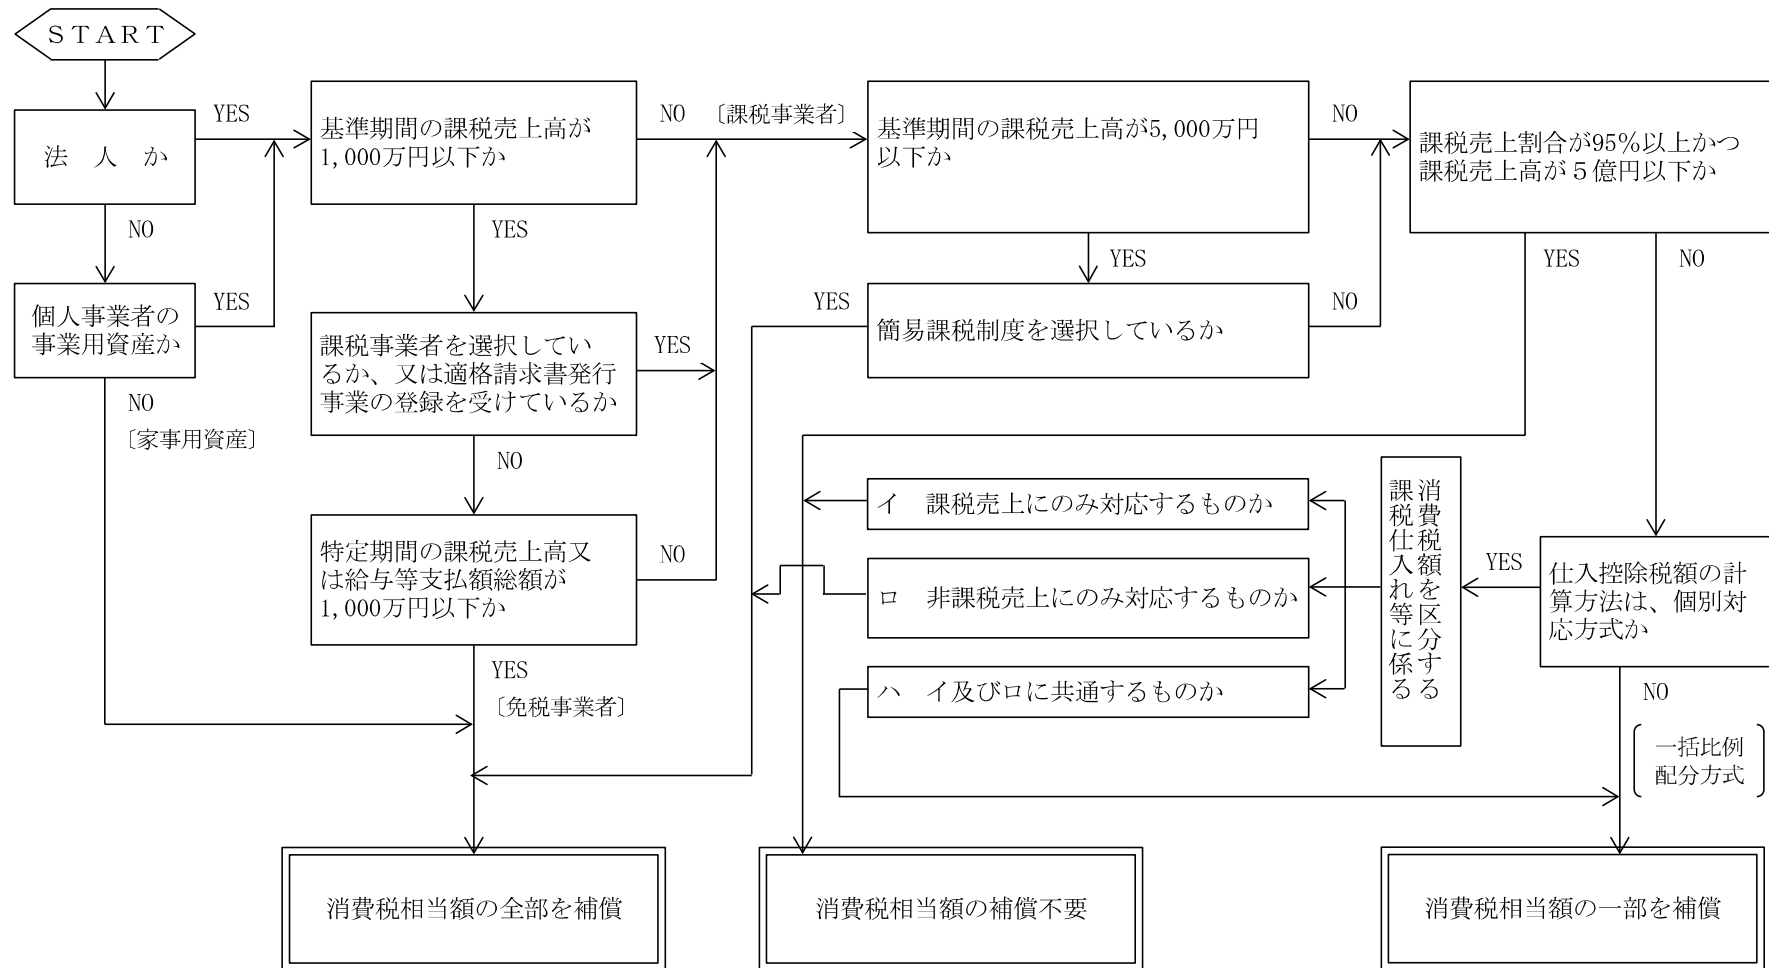 ＳＴＡＲＴ
法　人　か
YES
NO
個人事業者の
事業用資産か
YES
NO
〔家事用資産〕
基準期間の課税売上高が
1,000万円以下か
NO
〔課税事業者〕
YES
課税事業者を選択してい
るか、又は適格請求書発行
事業の登録を受けているか
YES
NO
特定期間の課税売上高又
は給与等支払額総額が
1,000万円以下か
NO
YES
〔免税事業者〕
基準期間の課税売上高が5,000万円
以下か
NO
YES
簡易課税制度を選択しているか
YES
NO
課税売上割合が95%以上かつ
課税売上高が５億円以下か
YES
NO
仕入控除税額の計
算方法は、個別対
応方式か
YES
NO
一括比例
配分方式
課税仕入れ等に係る
消費税額を区分する
イ　課税売上にのみ対応するものか
ロ　非課税売上にのみ対応するものか
ハ　イ及びロに共通するものか
消費税相当額の全部を補償
消費税相当額の補償不要
消費税相当額の一部を補償